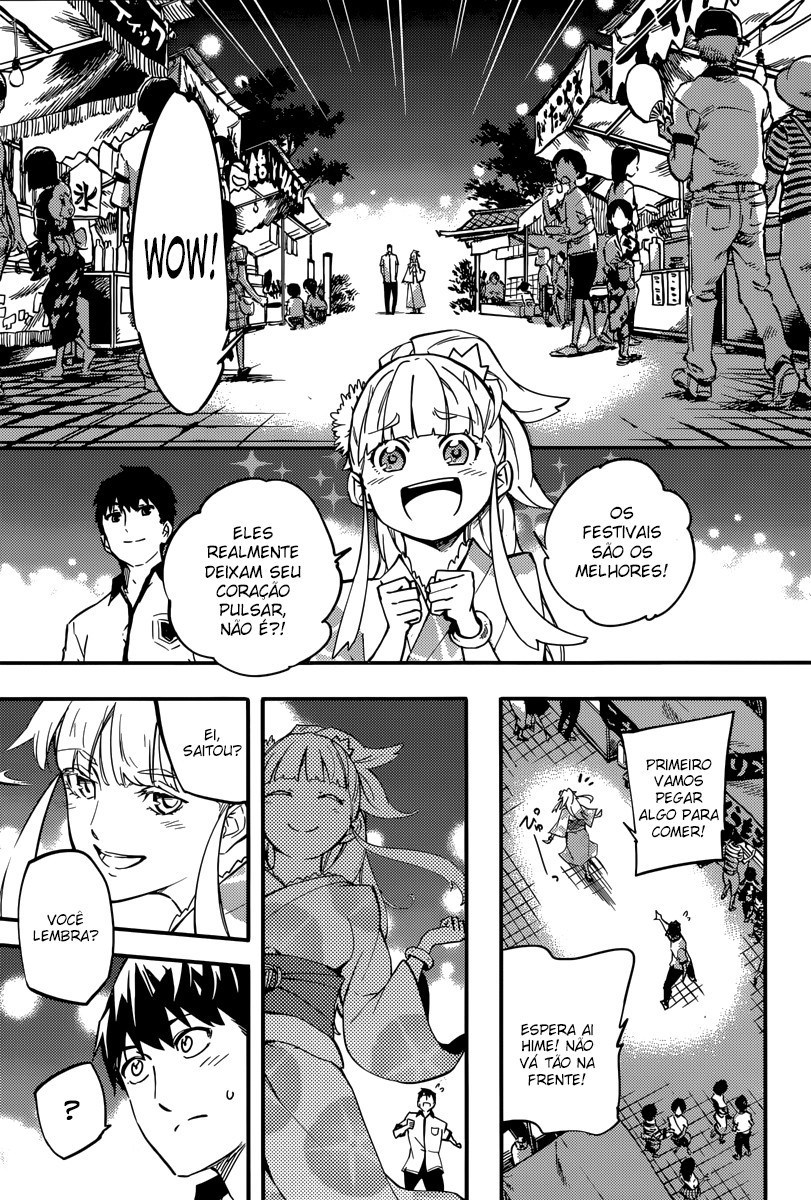 WOW!
氷
OS
FESTIVAIS
SÃO OS
MELHORES!
ELES
REALMENTE
DEIXAM SEU
CORAÇÃO
PULSAR,
NÃO É?!
PRIMEIRO
VAMOS
PEGAR
ALGO PARA
COMER!
ESPERA AI
HIME! NÃO
VÁ TÃO NA
FRENTE!
EI,
SAITOU?
VOCÊ
LEMBRA?
?